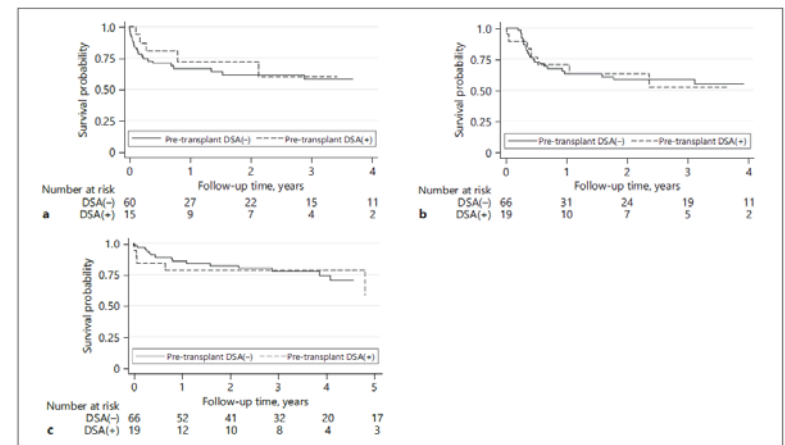 1.0
0.75
0.50
0.25
0
Survival probability
Pre-transplant DSA(–) Pre-transplant DSA(+)
0 1 2 3 4
Follow-up time, years
Number at risk
DSA(–) 60 27 22 15 11
a DSA(+) 15 9 7 4 2
1.0
0.75
0.50
0.25
0
Survival probability
Pre-transplant DSA(–) Pre-transplant DSA(+)
0 1 2 3 4
Follow-up time, years
Number at risk
DSA(–) 66 31 24 19 11
b DSA(+) 19 10 7 5 2
1.0
0.75
0.50
0.25
0
Survival probability
Pre-transplant DSA(–) Pre-transplant DSA(+)
0 1 2 3 4 5
Follow-up time, years
Number at risk
DSA(–) 66 52 41 32 20 17
c DSA(+) 19 12 10 8 4 3